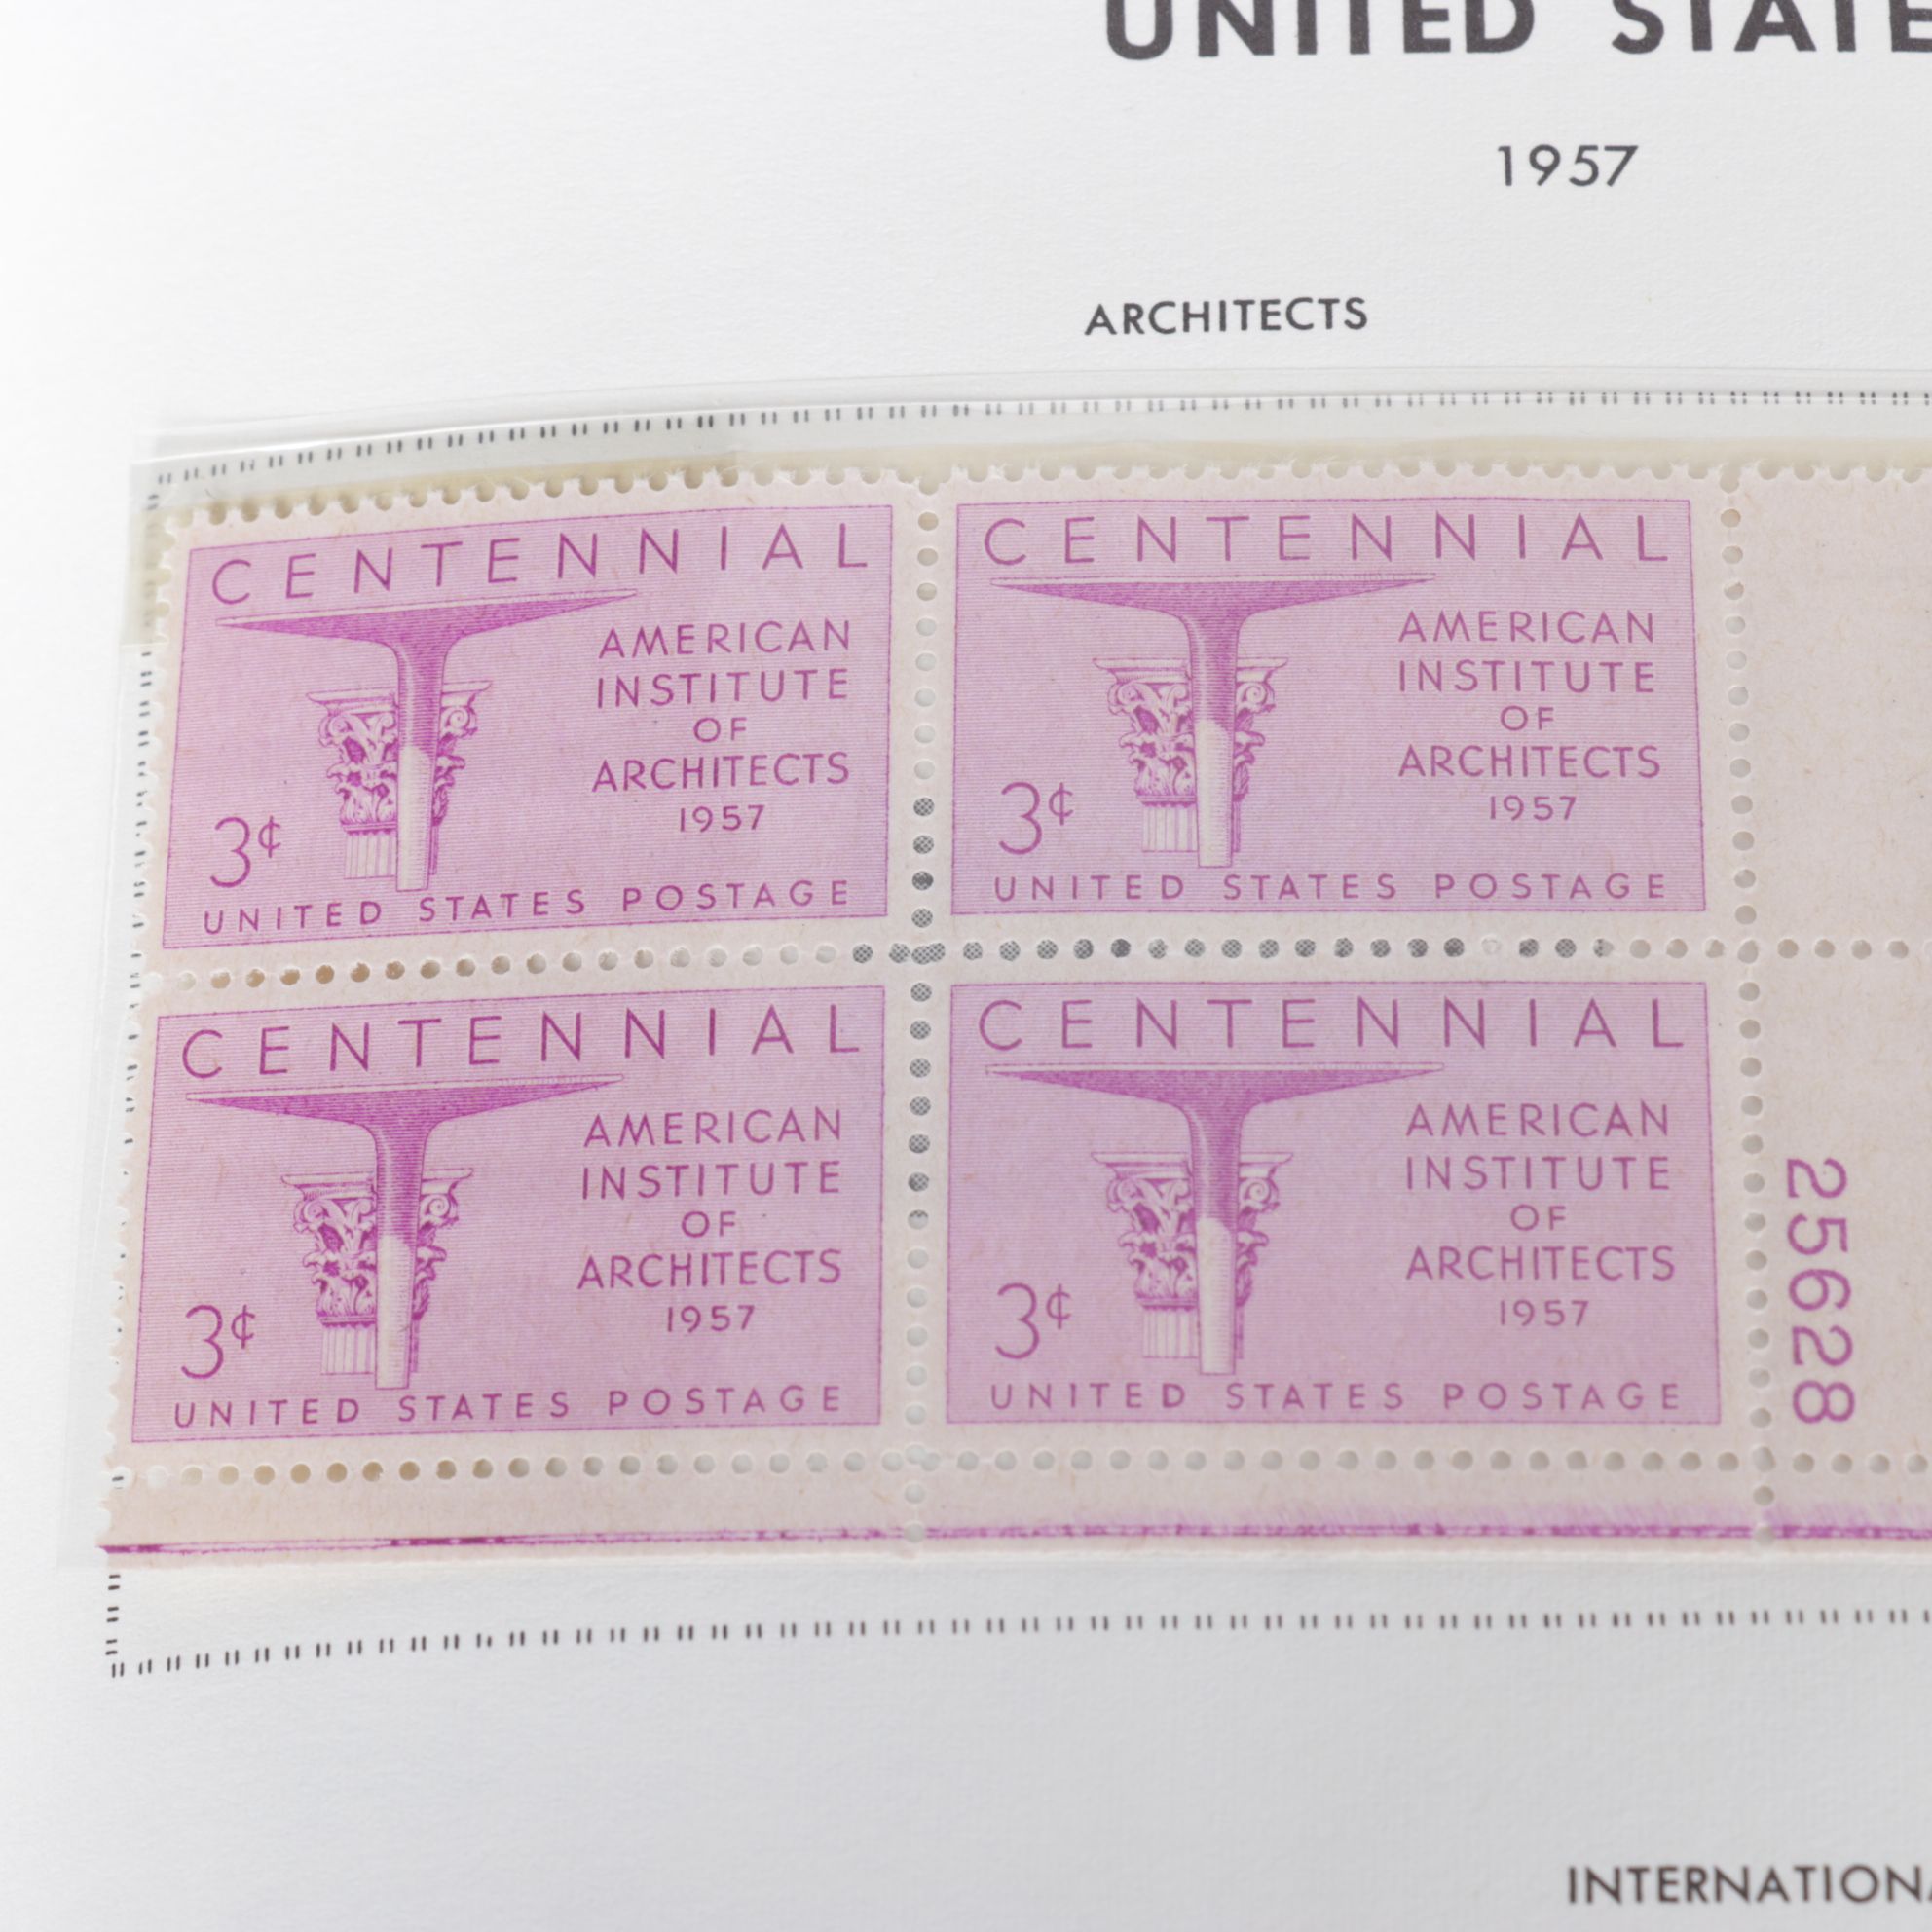 UNITED STATE
1957
ARCHITECTS
CENTENNIAL
AMERICAN
INSTITUTE
OF
ARCHITECTS
1957
3¢
UNITED STATES POSTAGE
CENTENNIAL
AMERICAN
INSTITUTE
OF
ARCHITECTS
1957
3¢
UNITED STATES POSTAGE
CENTENNIAL
AMERICAN
INSTITUTE
OF
ARCHITECTS
1957
3¢
UNITED STATES POSTAGE
CENTENNIAL
AMERICAN
INSTITUTE
OF
ARCHITECTS
1957
3¢
UNITED STATES POSTAGE
25628
INTERNATION